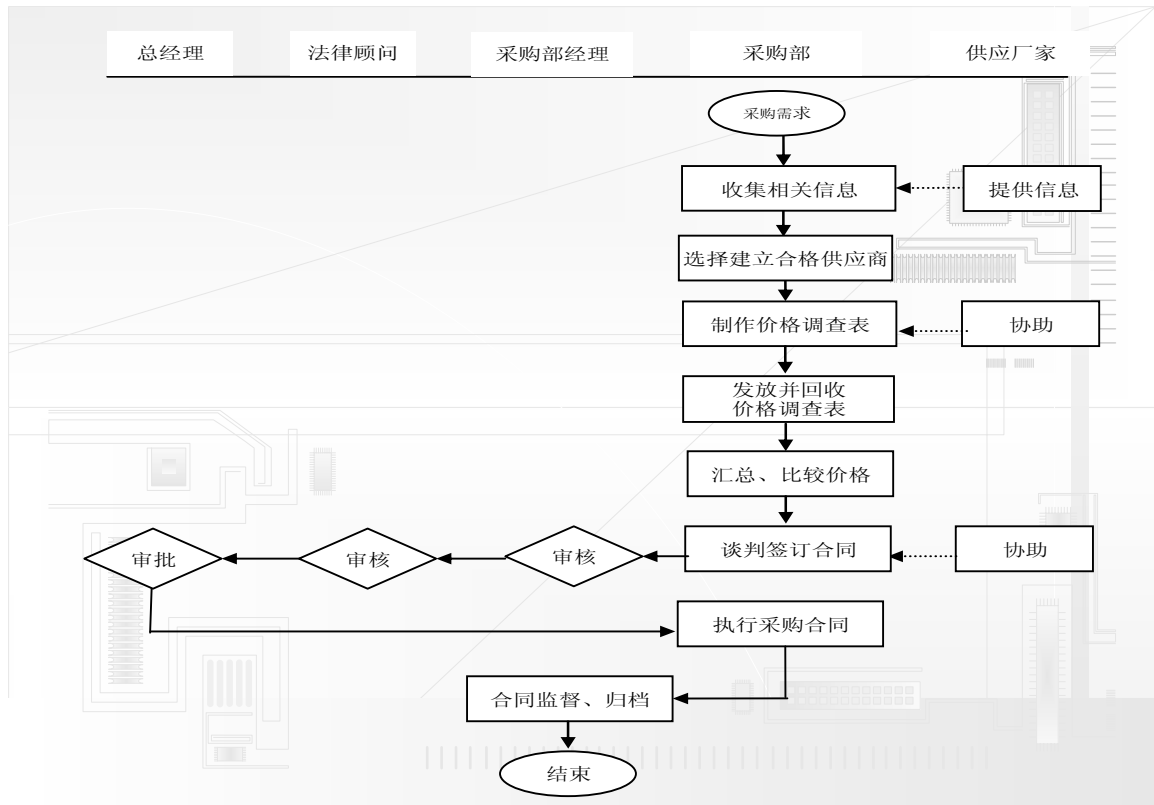 总经理
法律顾问
采购部经理
采购部
供应厂家
采购需求
收集相关信息
提供信息
选择建立合格供应商
制作价格调查表
协助
发放并回收
价格调查表
汇总、比较价格
审批
审核
审核
谈判签订合同
协助
执行采购合同
合同监督、归档
结束